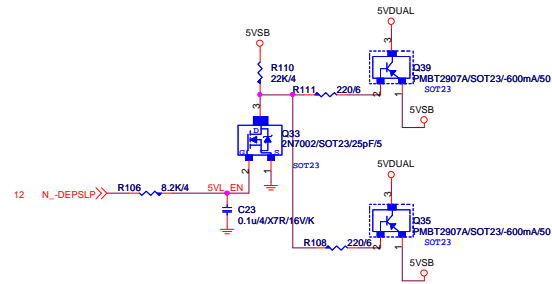 5VDUAL
3
5VSB
Q39
PMBT2907A/SOT23/-600mA/50
SOT23
R110
22K/4
R111
220/6
2
1
5VSB
3
D
Q33
2N7002/SOT23/25pF/5
G
S
SOT23
2
1
5VDUAL
12 N_-DEPSLP
R106
8.2K/4
5VL_EN
3
C23
0.1u/4/X7R/16V/K
Q35
PMBT2907A/SOT23/-600mA/50
SOT23
R108
220/6
2
1
5VSB